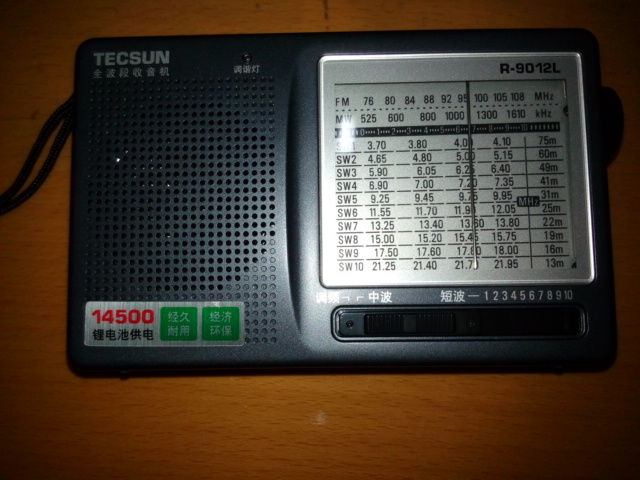 TECSUN
全波段收音机
调谐灯
R-9012L
FM 76 80 84 88 92 95 100 105 108 MHz
MW 525 600 800 1000 1300 1610 kHz
3.70 3.80 4.00 4.10 75m
SW2 4.65 4.80 5.00 5.15 60m
SW3 5.90 6.05 6.25 6.40 49m
SW4 6.90 7.00 7.20 7.35 41m
SW5 9.25 9.45 9.75 9.95 31m
MHz
SW6 11.55 11.70 11.90 12.05 25m
SW7 13.25 13.40 13.60 13.80 22m
SW8 15.00 15.20 15.45 15.75 19m
SW9 17.50 17.60 17.80 18.00 16m
SW10 21.25 21.40 21.70 21.95 13m
调频 中波 短波 1 2 3 4 5 6 7 8 9 10
14500
锂电池供电
经久
耐用
经济
环保